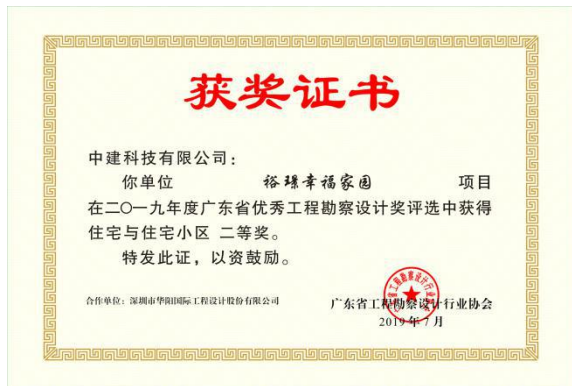 获奖证书
中建科技有限公司：
你单位 裕璟幸福家园 项目
在二〇一九年度广东省优秀工程勘察设计奖评选中获得
住宅与住宅小区 二等奖。
特发此证，以资鼓励。
合作单位：深圳市华阳国际工程设计股份有限公司
广东省工程勘察设计行业协会
2019 年 7 月